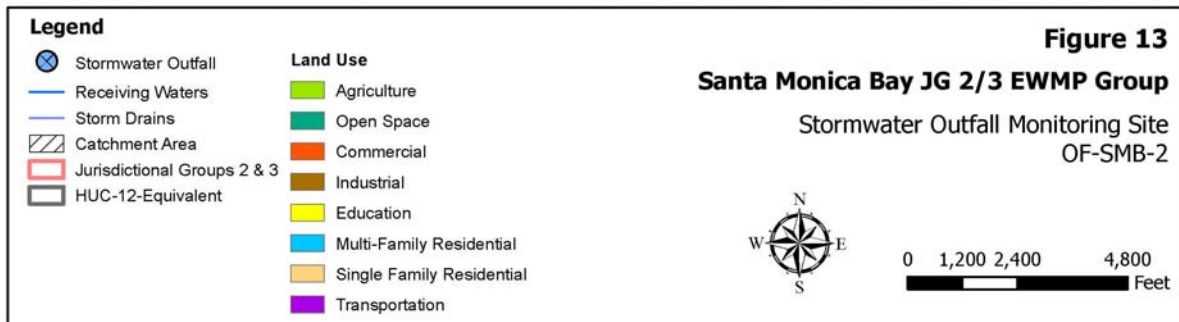 Legend
Stormwater Outfall
Receiving Waters
Storm Drains
Catchment Area
Jurisdictional Groups 2 & 3
HUC-12-Equivalent
Land Use
Agriculture
Open Space
Commercial
Industrial
Education
Multi-Family Residential
Single Family Residential
Transportation
Figure 13
Santa Monica Bay JG 2/3 EWMP Group
Stormwater Outfall Monitoring Site
OF-SMB-2
N
W E
S
0 1,200 2,400 4,800
Feet